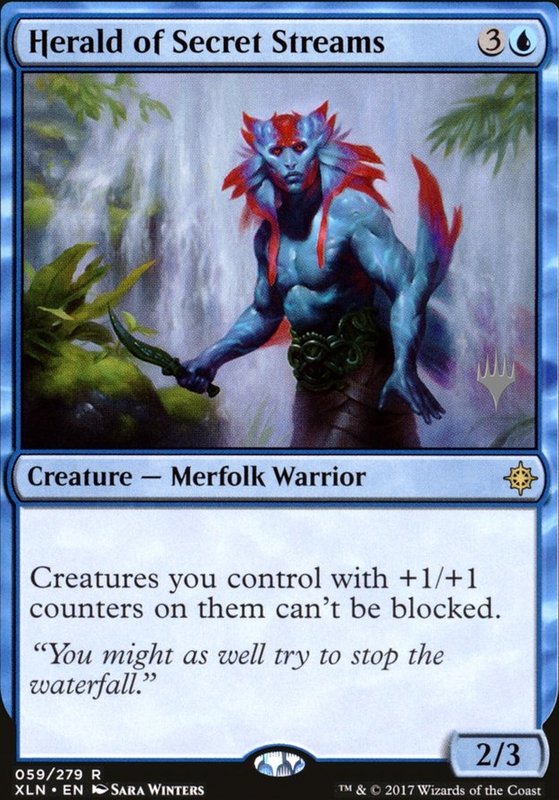 Herald of Secret Streams 3
Creature — Merfolk Warrior
Creatures you control with +1/+1
counters on them can't be blocked.
“You might as well try to stop the
waterfall.”
2/3
059/279 R
XLN • EN Sara Winters
™ & © 2017 Wizards of the Coast